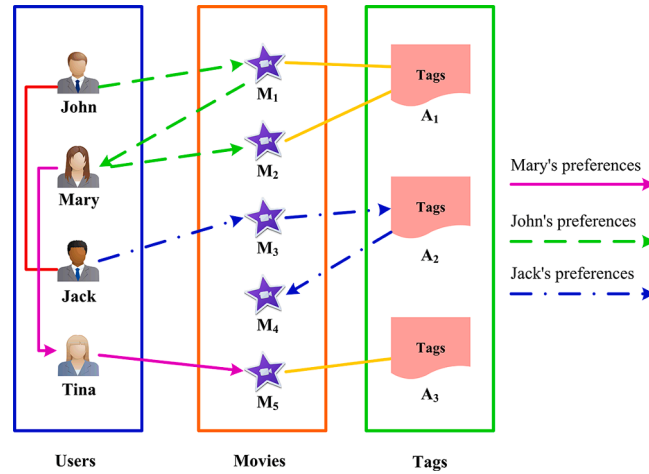 John
Mary
Jack
Tina
Users
M1
M2
M3
M4
M5
Movies
Tags
A1
Tags
A2
Tags
A3
Tags
Mary's preferences
John's preferences
Jack's preferences